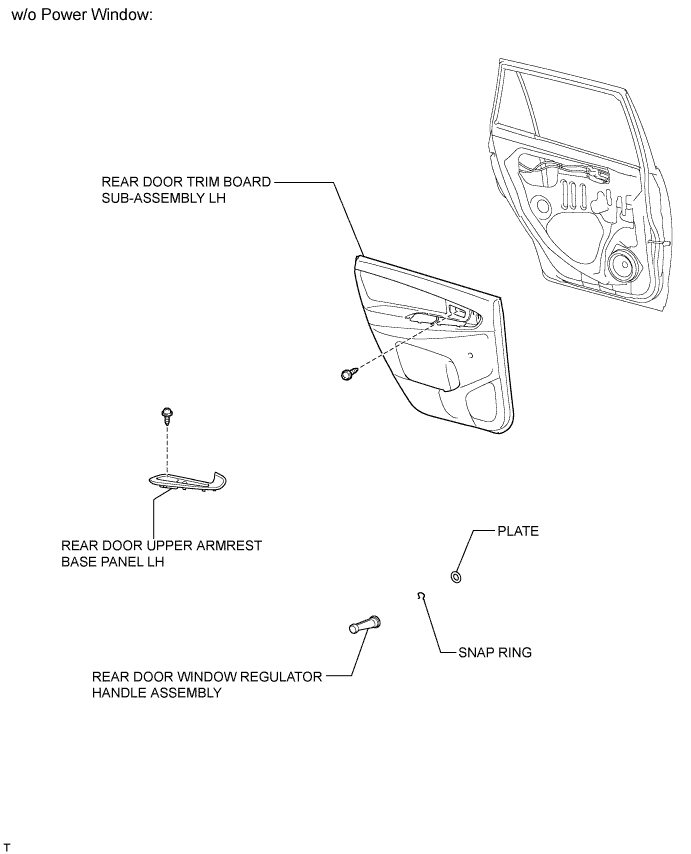 w/o Power Window:
REAR DOOR TRIM BOARD
SUB-ASSEMBLY LH
REAR DOOR UPPER ARMREST
BASE PANEL LH
PLATE
SNAP RING
REAR DOOR WINDOW REGULATOR
HANDLE ASSEMBLY
T